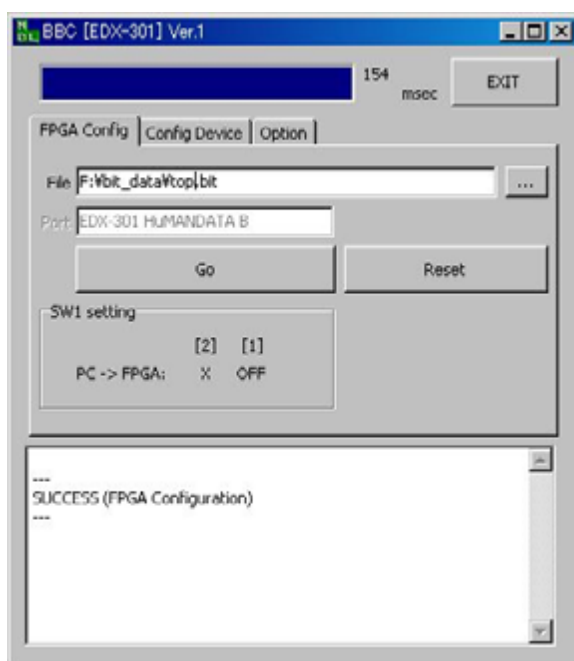 BBC [EDX-301] Ver.1
154 msec EXIT
FPGA Config Config Device Option
File F:¥bit_data¥top.bit ...
Port EDX-301 HuMANDATA B
Go Reset
SW1 setting
[2] [1]
PC -> FPGA: X OFF
---
SUCCESS (FPGA Configuration)
---